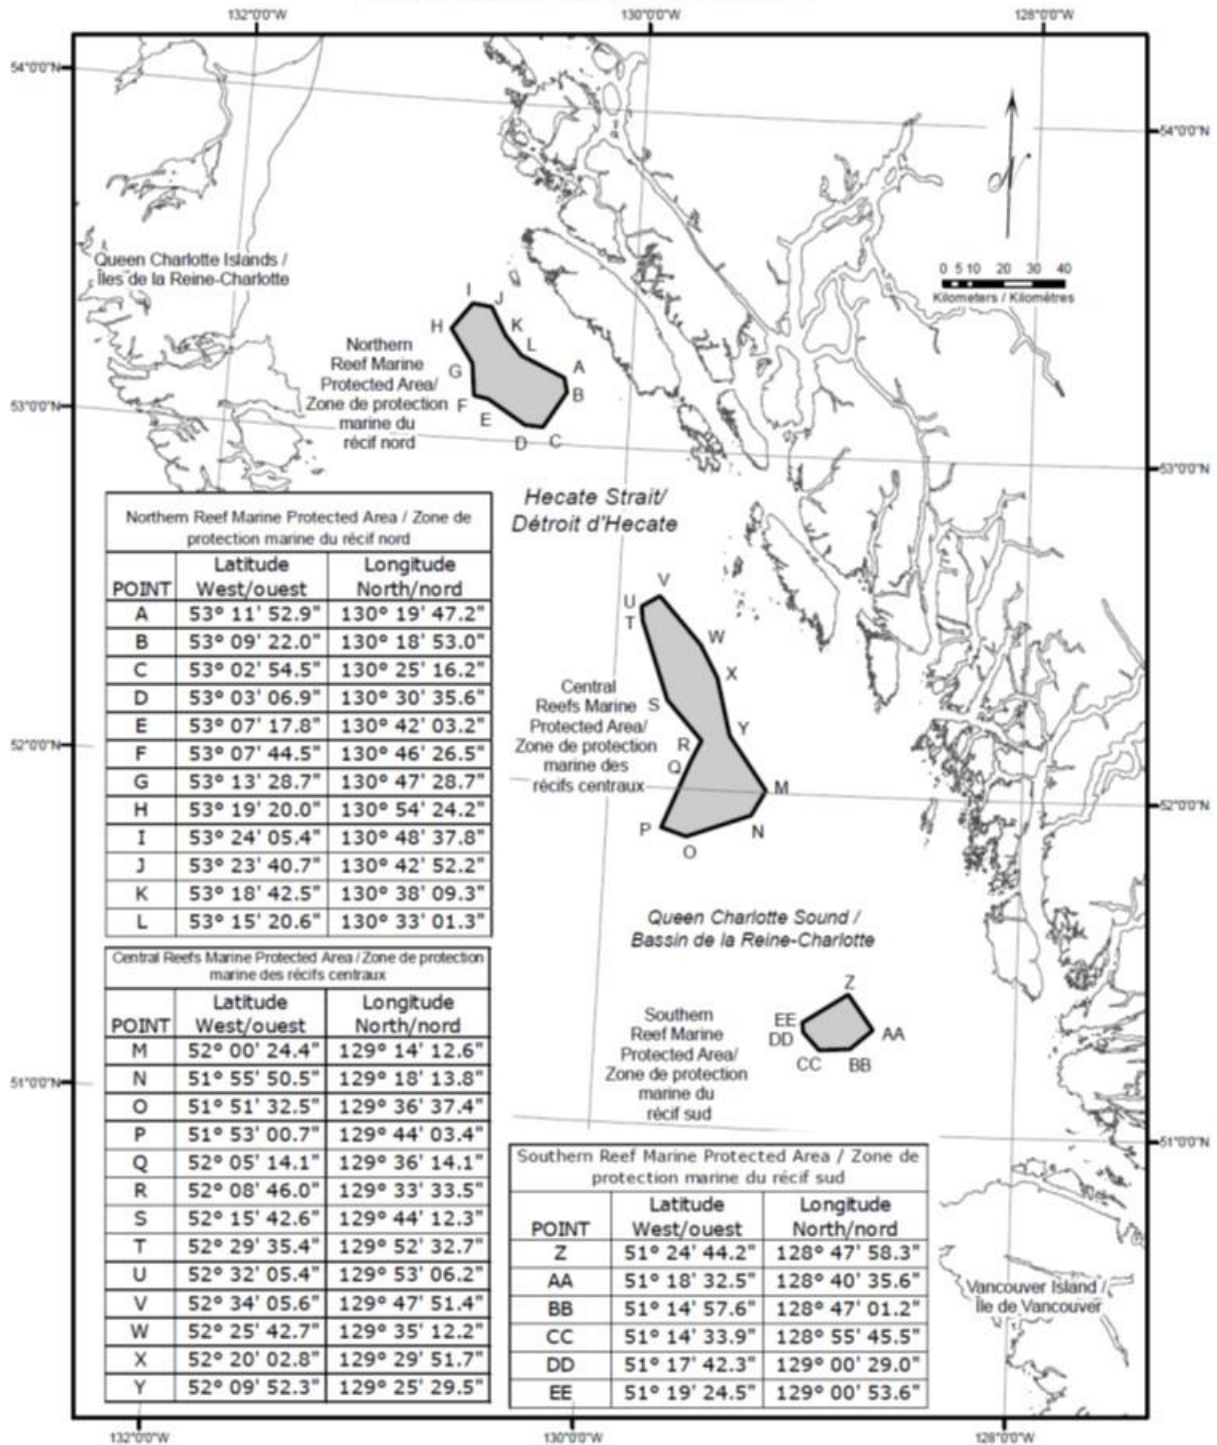 132°0'0"W 130°0'0"W 128°0'0"W
54°0'0"N
54°0'0"N
Queen Charlotte Islands /
Îles de la Reine-Charlotte
0 5 10 20 30 40
Kilometers / Kilomètres
I
J
H
K
L
G
A
B
F
E
D
C
Northern
Reef Marine
Protected Area/
Zone de protection
marine du
récif nord
53°0'0"N
53°0'0"N
Hecate Strait/
Détroit d'Hecate
Northern Reef Marine Protected Area / Zone de
protection marine du récif nord
POINT Latitude West/ouest Longitude North/nord
A 53° 11' 52.9" 130° 19' 47.2"
B 53° 09' 22.0" 130° 18' 53.0"
C 53° 02' 54.5" 130° 25' 16.2"
D 53° 03' 06.9" 130° 30' 35.6"
E 53° 07' 17.8" 130° 42' 03.2"
F 53° 07' 44.5" 130° 46' 26.5"
G 53° 13' 28.7" 130° 47' 28.7"
H 53° 19' 20.0" 130° 54' 24.2"
I 53° 24' 05.4" 130° 48' 37.8"
J 53° 23' 40.7" 130° 42' 52.2"
K 53° 18' 42.5" 130° 38' 09.3"
L 53° 15' 20.6" 130° 33' 01.3"
V
U
T
W
X
S
Y
R
Q
M
P
N
O
Central
Reefs Marine
Protected Area/
Zone de protection
marine des
récifs centraux
52°0'0"N
52°0'0"N
Queen Charlotte Sound /
Bassin de la Reine-Charlotte
Central Reefs Marine Protected Area / Zone de protection
marine des récifs centraux
POINT Latitude West/ouest Longitude North/nord
M 52° 00' 24.4" 129° 14' 12.6"
N 51° 55' 50.5" 129° 18' 13.8"
O 51° 51' 32.5" 129° 36' 37.4"
P 51° 53' 00.7" 129° 44' 03.4"
Q 52° 05' 14.1" 129° 36' 14.1"
R 52° 08' 46.0" 129° 33' 33.5"
S 52° 15' 42.6" 129° 44' 12.3"
T 52° 29' 35.4" 129° 52' 32.7"
U 52° 32' 05.4" 129° 53' 06.2"
V 52° 34' 05.6" 129° 47' 51.4"
W 52° 25' 42.7" 129° 35' 12.2"
X 52° 20' 02.8" 129° 29' 51.7"
Y 52° 09' 52.3" 129° 25' 29.5"
Z
EE
DD
AA
CC
BB
Southern
Reef Marine
Protected Area/
Zone de protection
marine du
récif sud
51°0'0"N
51°0'0"N
Southern Reef Marine Protected Area / Zone de
protection marine du récif sud
POINT Latitude West/ouest Longitude North/nord
Z 51° 24' 44.2" 128° 47' 58.3"
AA 51° 18' 32.5" 128° 40' 35.6"
BB 51° 14' 57.6" 128° 47' 01.2"
CC 51° 14' 33.9" 128° 55' 45.5"
DD 51° 17' 42.3" 129° 00' 29.0"
EE 51° 19' 24.5" 129° 00' 53.6"
Vancouver Island /
Île de Vancouver
132°0'0"W 130°0'0"W 128°0'0"W